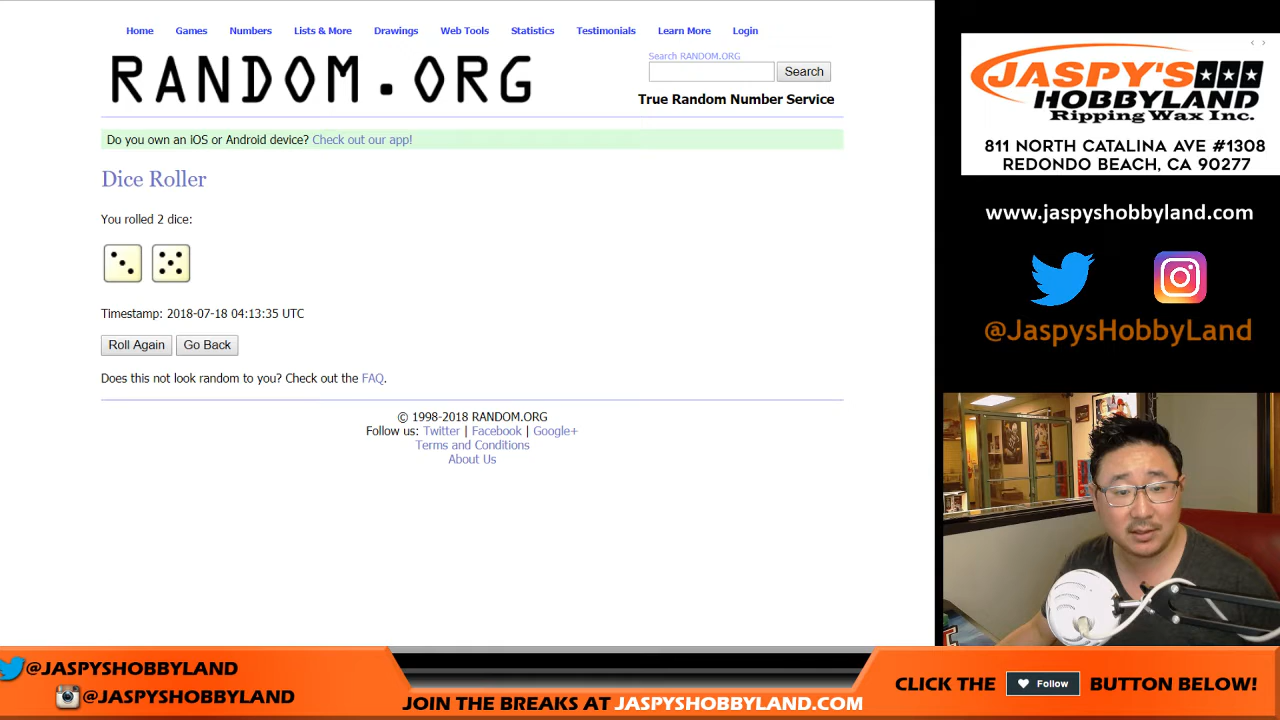 Home Games Numbers Lists & More Drawings Web Tools Statistics Testimonials Learn More Login
RANDOM.ORG
Search RANDOM.ORG
Search
True Random Number Service
Do you own an iOS or Android device? Check out our app!
Dice Roller
You rolled 2 dice:
Timestamp: 2018-07-18 04:13:35 UTC
Roll Again Go Back
Does this not look random to you? Check out the FAQ.
© 1998-2018 RANDOM.ORG
Follow us: Twitter | Facebook | Google+
Terms and Conditions
About Us
JASPY'S
HOBBYLAND
Ripping Wax Inc.
811 NORTH CATALINA AVE #1308
REDONDO BEACH, CA 90277
www.jaspyshobbyland.com
@JaspysHobbyLand
@JASPYSHOBBYLAND
@JASPYSHOBBYLAND
JOIN THE BREAKS AT JASPYSHOBBYLAND.COM
CLICK THE Follow BUTTON BELOW!